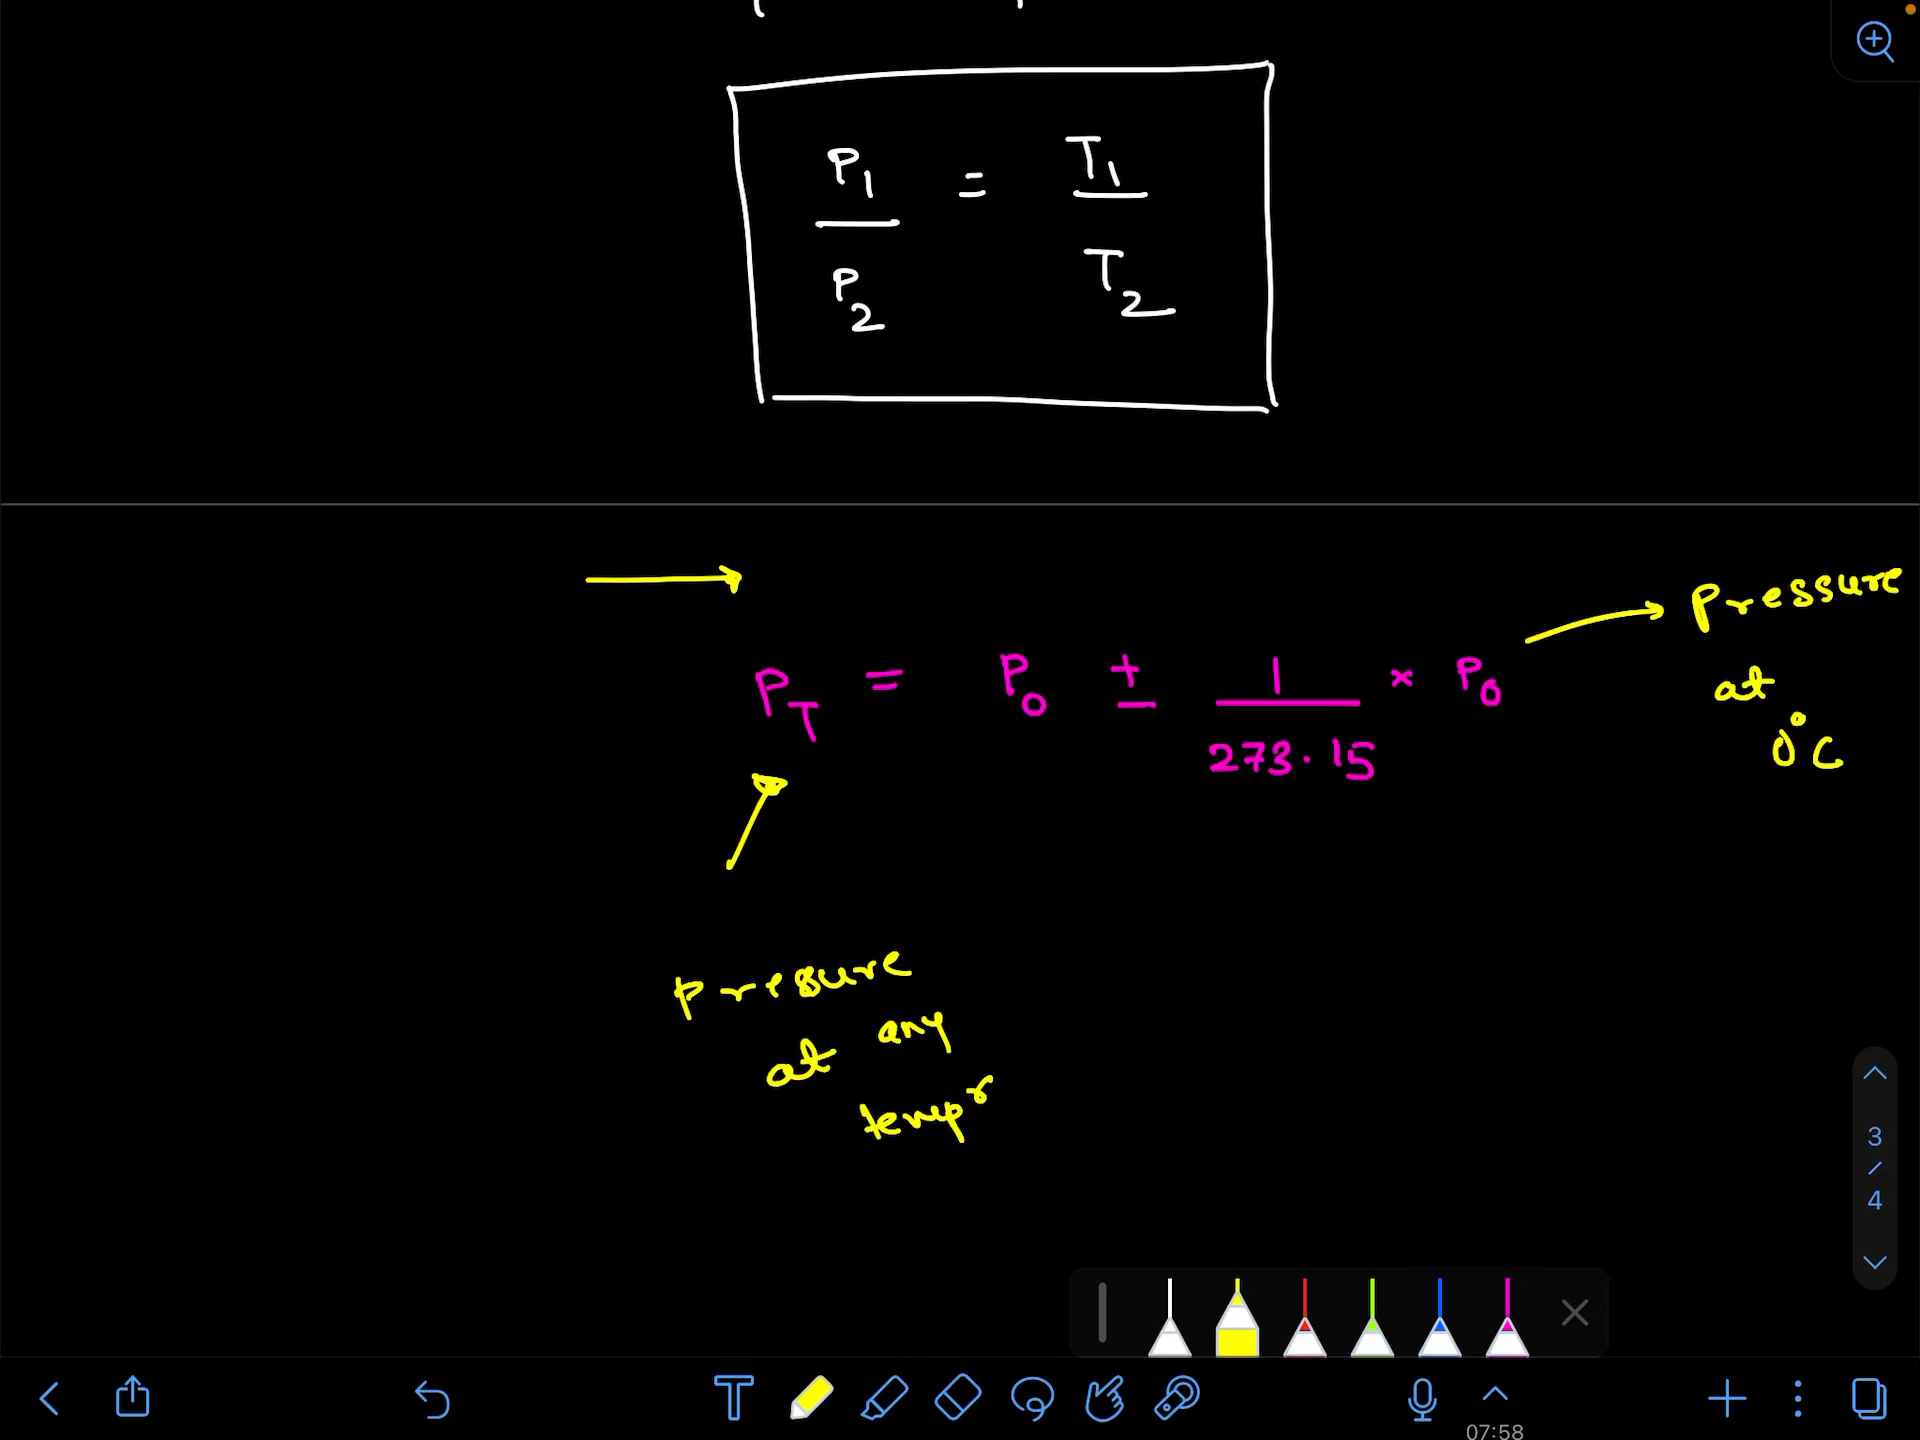 P1 / P2 = T1 / T2
PT = P0 ± 1 / 273.15 × P0
pressure
at
0°C
pressure
at any
tempr
3
/
4
T
07:58